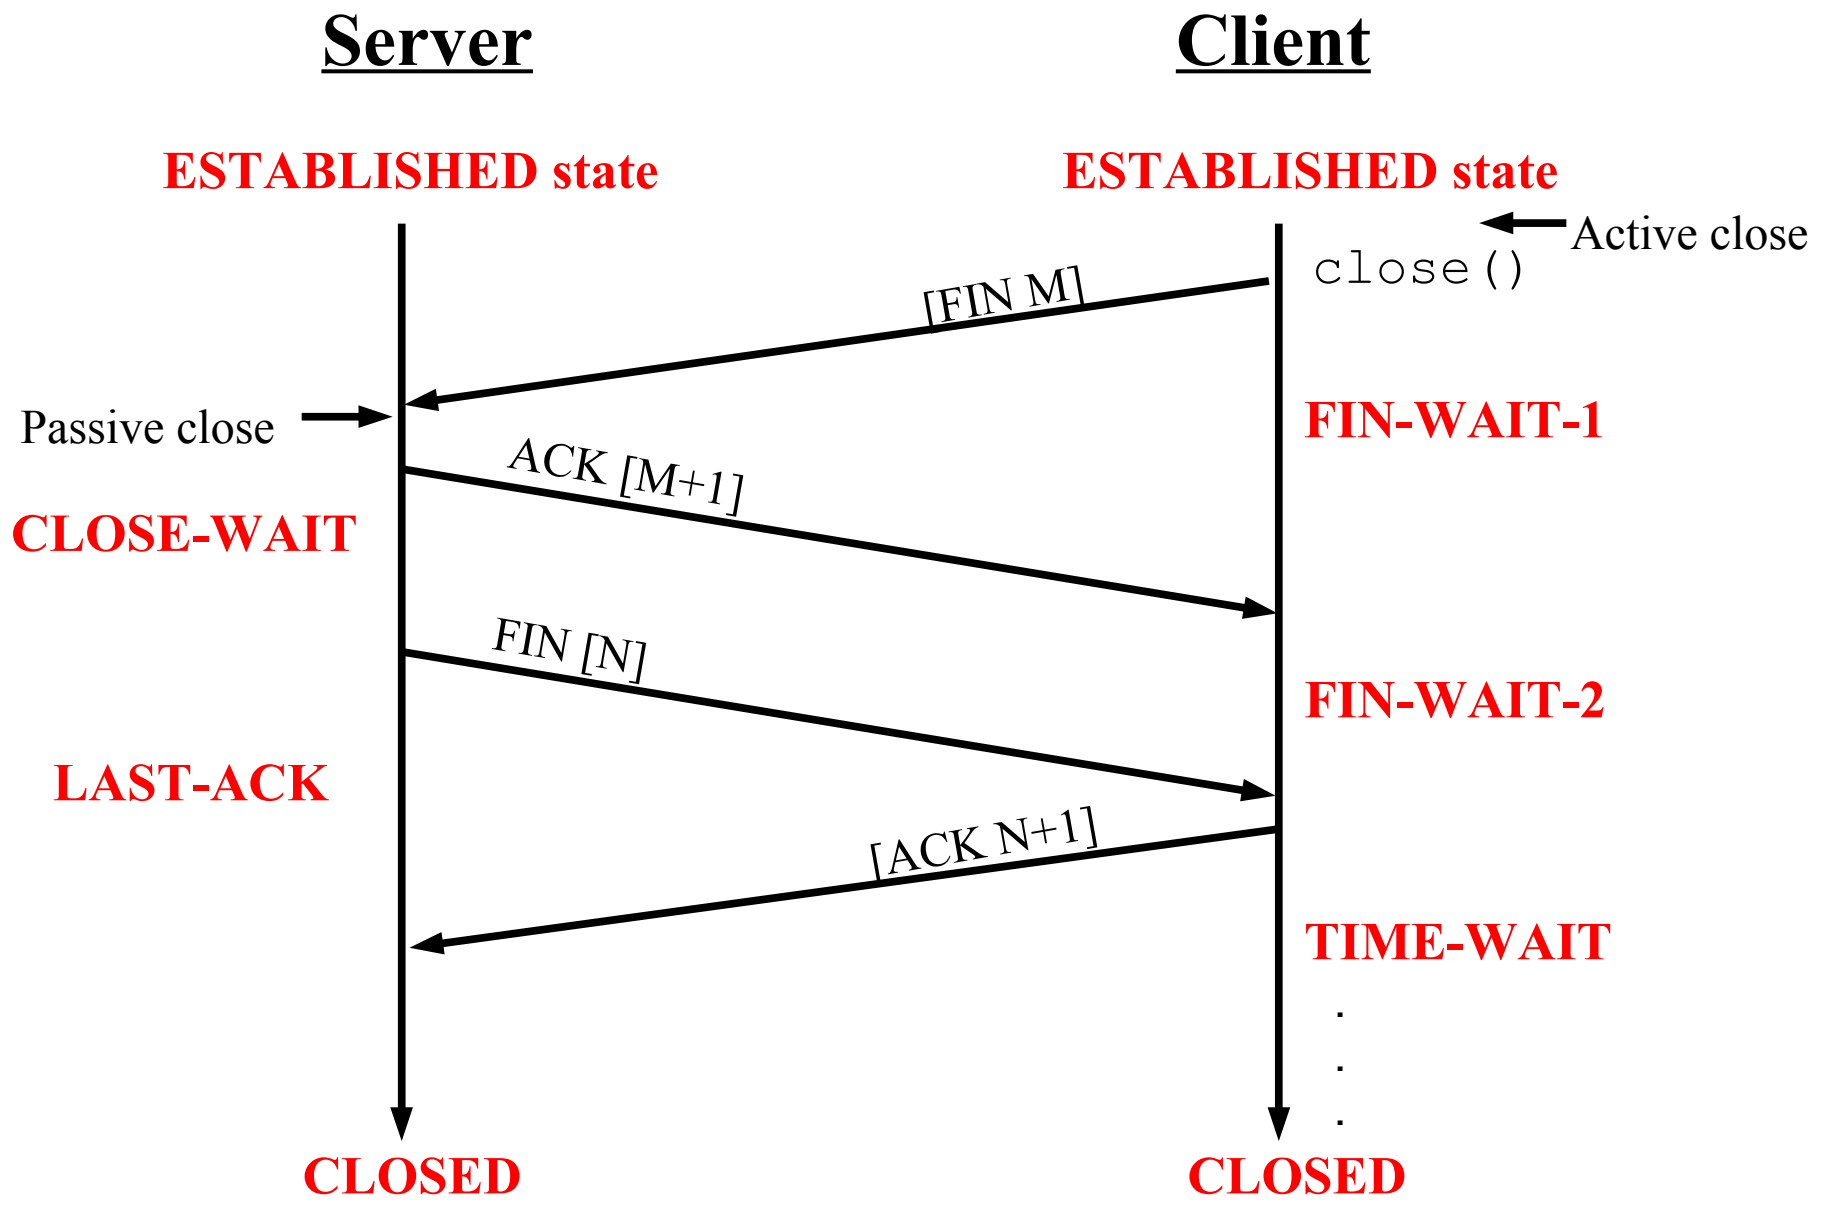 Server
Client
ESTABLISHED state
ESTABLISHED state
Active close
close()
[FIN M]
Passive close
FIN-WAIT-1
ACK [M+1]
CLOSE-WAIT
FIN [N]
FIN-WAIT-2
LAST-ACK
[ACK N+1]
TIME-WAIT
.
.
.
CLOSED
CLOSED